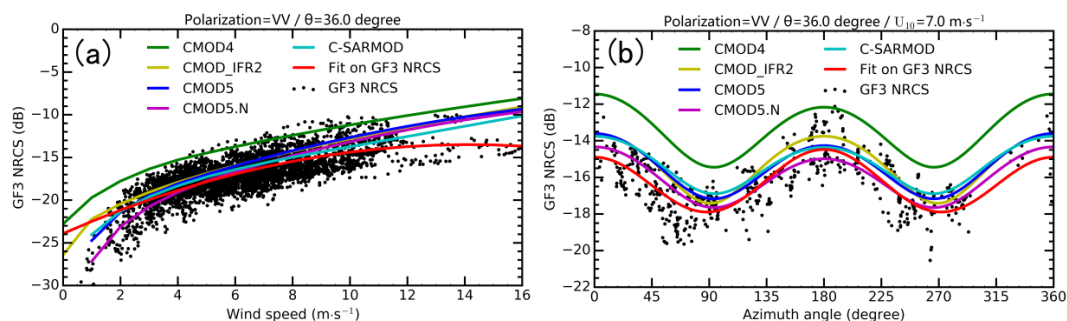 Polarization=VV / θ=36.0 degree
(a)
CMOD4
CMOD_IFR2
CMOD5
CMOD5.N
C-SARMOD
Fit on GF3 NRCS
GF3 NRCS
GF3 NRCS (dB)
0
−5
−10
−15
−20
−25
−30
0 2 4 6 8 10 12 14 16
Wind speed (m·s⁻¹)
Polarization=VV / θ=36.0 degree / U₁₀=7.0 m·s⁻¹
(b)
CMOD4
CMOD_IFR2
CMOD5
CMOD5.N
C-SARMOD
Fit on GF3 NRCS
GF3 NRCS
GF3 NRCS (dB)
−8
−10
−12
−14
−16
−18
−20
−22
0 45 90 135 180 225 270 315 360
Azimuth angle (degree)